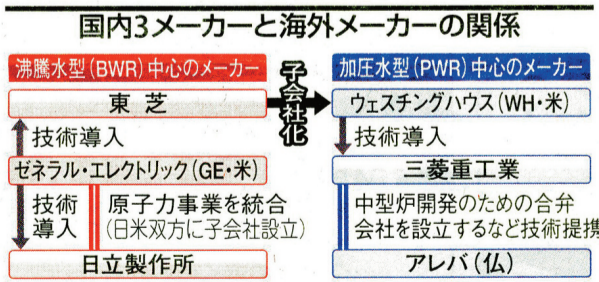 国内3メーカーと海外メーカーの関係
沸騰水型(BWR)中心のメーカー
東芝
技術導入
ゼネラル・エレクトリック(GE・米)
技術
導入
原子力事業を統合
(日米双方に子会社設立)
日立製作所
子会社化
加圧水型(PWR)中心のメーカー
ウェスチングハウス(WH・米)
技術導入
三菱重工業
中型炉開発のための合弁
会社を設立するなど技術提携
アレバ(仏)